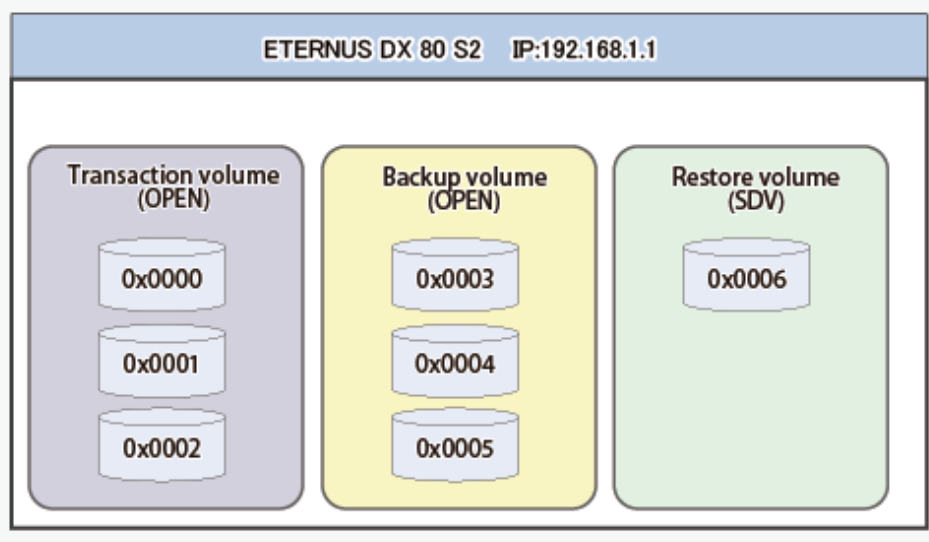 ETERNUS DX 80 S2 IP:192.168.1.1
Transaction volume
(OPEN)
0x0000
0x0001
0x0002
Backup volume
(OPEN)
0x0003
0x0004
0x0005
Restore volume
(SDV)
0x0006